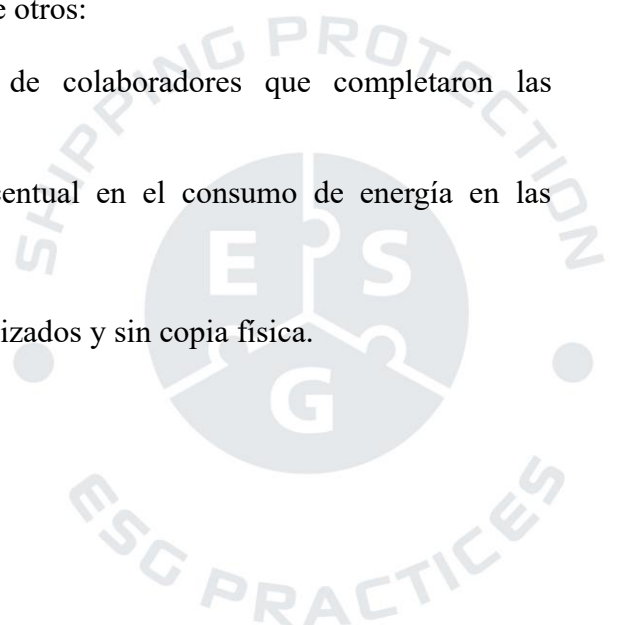 e otros:
de colaboradores que completaron las
entual en el consumo de energía en las
izados y sin copia física.
SHIPPING PROTECTION
E S
G
ESG PRACTICES